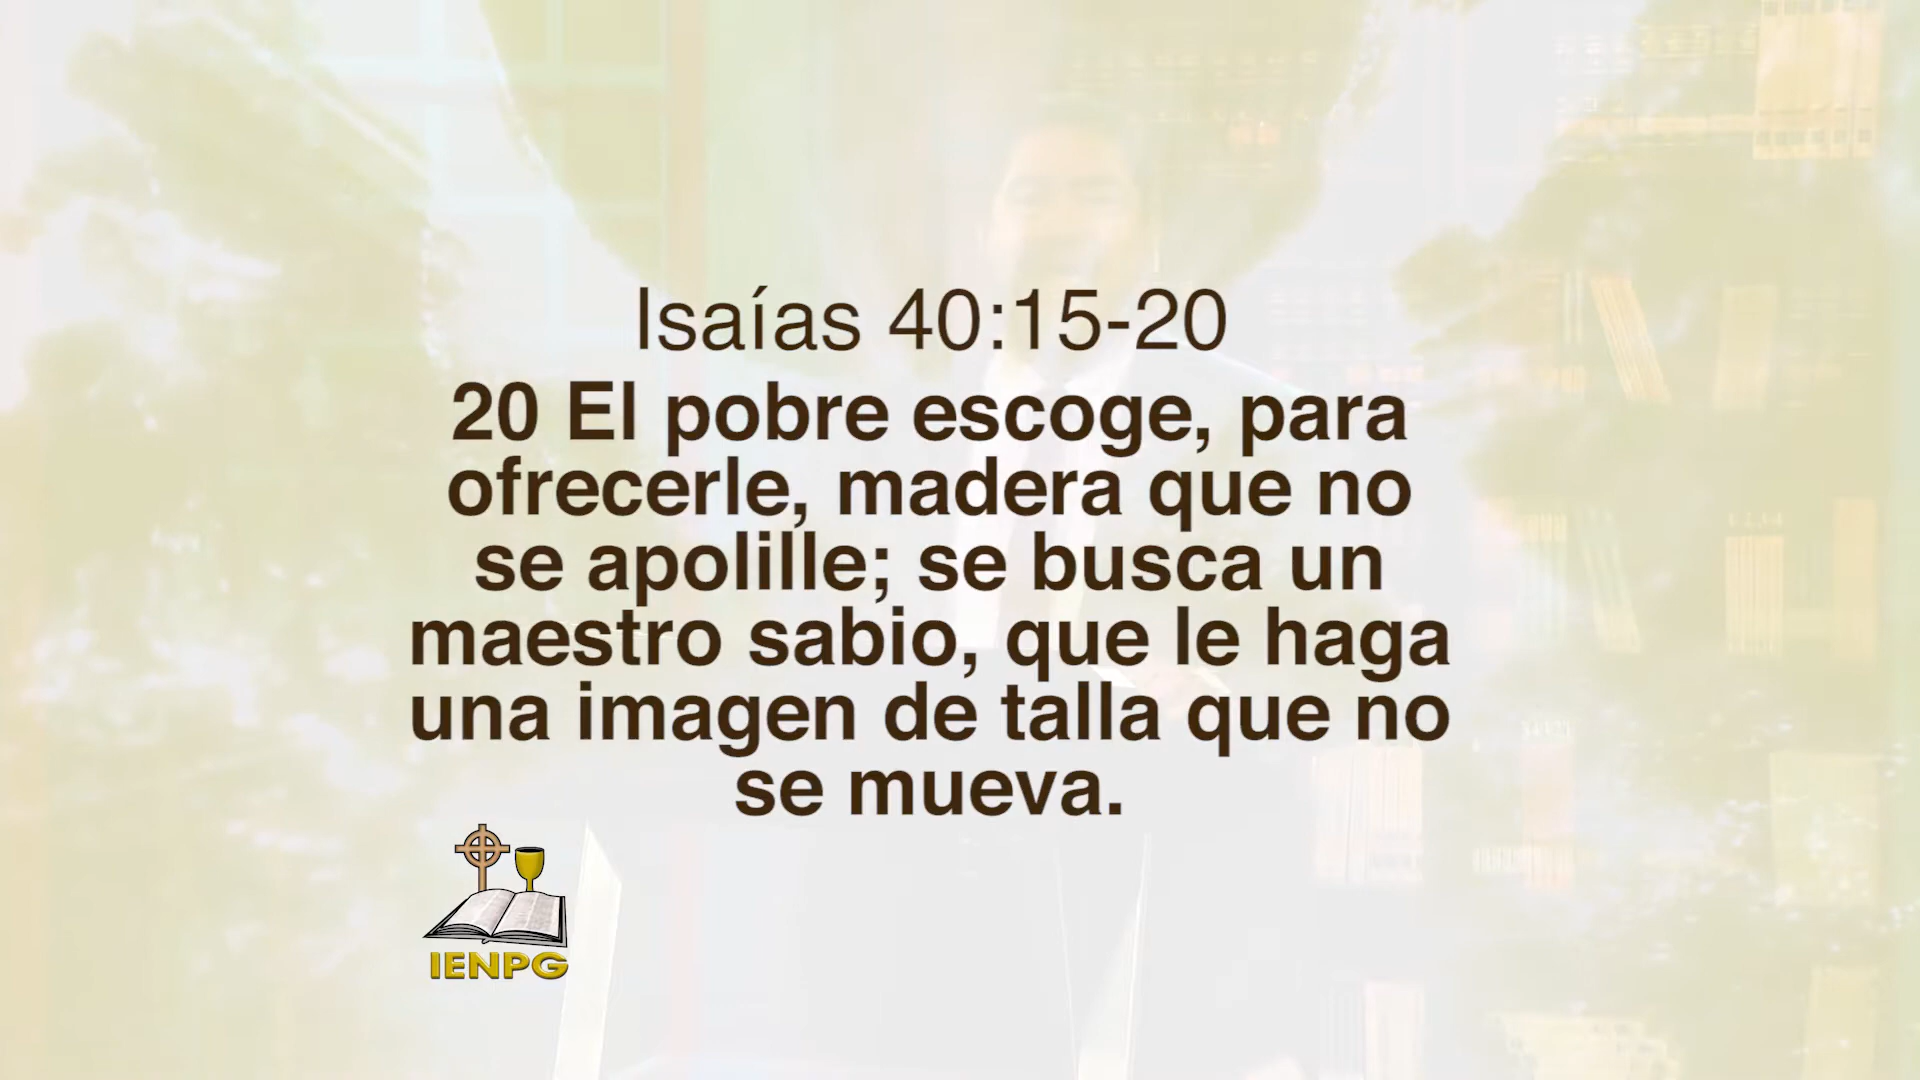 Isaías 40:15-20
20 El pobre escoge, para
ofrecerle, madera que no
se apolille; se busca un
maestro sabio, que le haga
una imagen de talla que no
se mueva.
IENPG